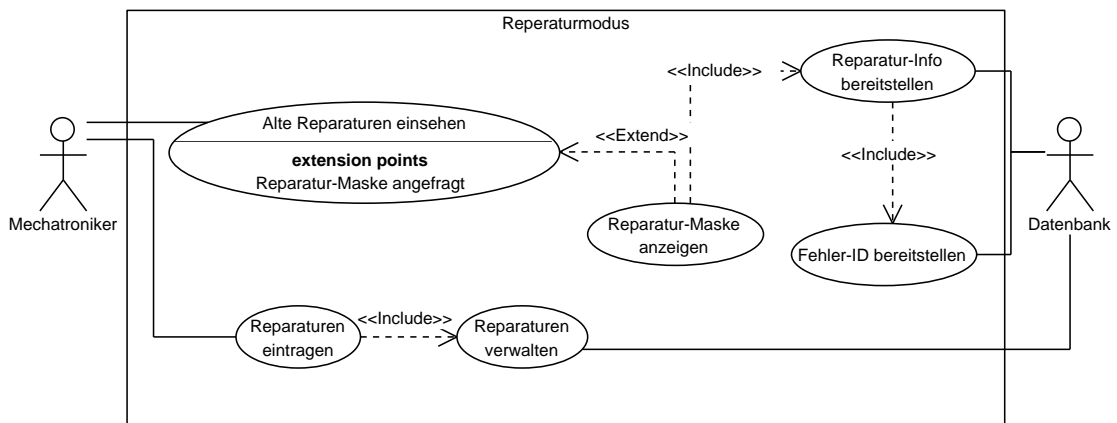 Reperaturmodus
Reparatur-Info
bereitstellen
<<Include>>
Alte Reparaturen einsehen
<<Extend>>
extension points
Reparatur-Maske angefragt
<<Include>>
Mechatroniker
Reparatur-Maske
anzeigen
Datenbank
Fehler-ID bereitstellen
Reparaturen
eintragen
<<Include>>
Reparaturen
verwalten